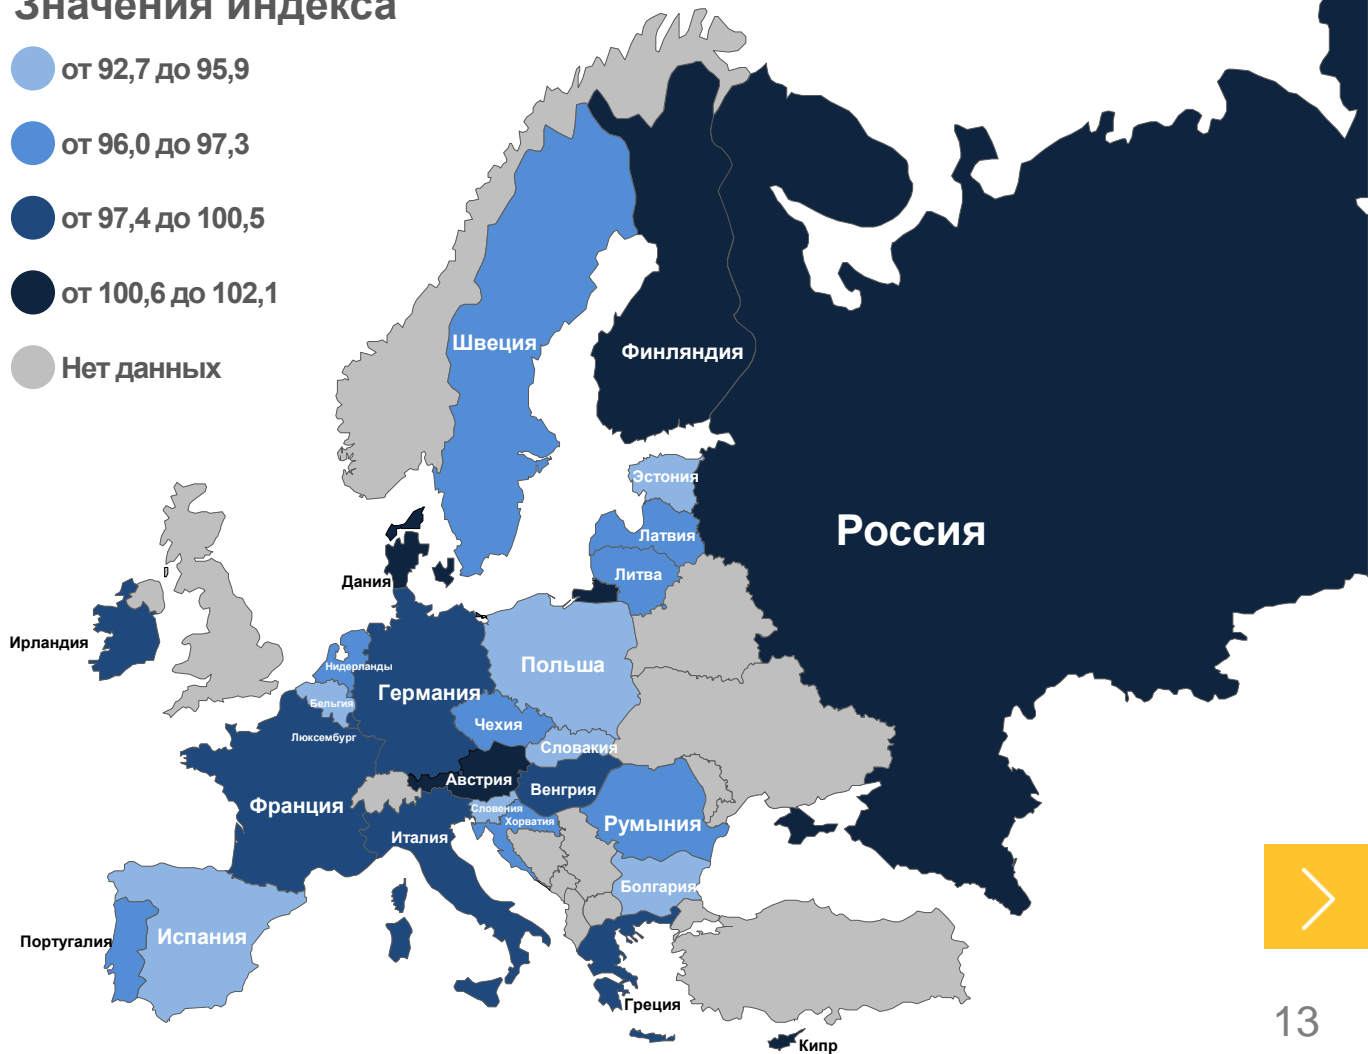 Значения индекса
от 92,7 до 95,9
от 96,0 до 97,3
от 97,4 до 100,5
от 100,6 до 102,1
Нет данных
Швеция
Финляндия
Эстония
Россия
Латвия
Литва
Дания
Ирландия
Нидерланды
Польша
Германия
Бельгия
Чехия
Люксембург
Словакия
Австрия
Венгрия
Франция
Словения
Хорватия
Румыния
Италия
Болгария
Португалия
Испания
Греция
Кипр
13